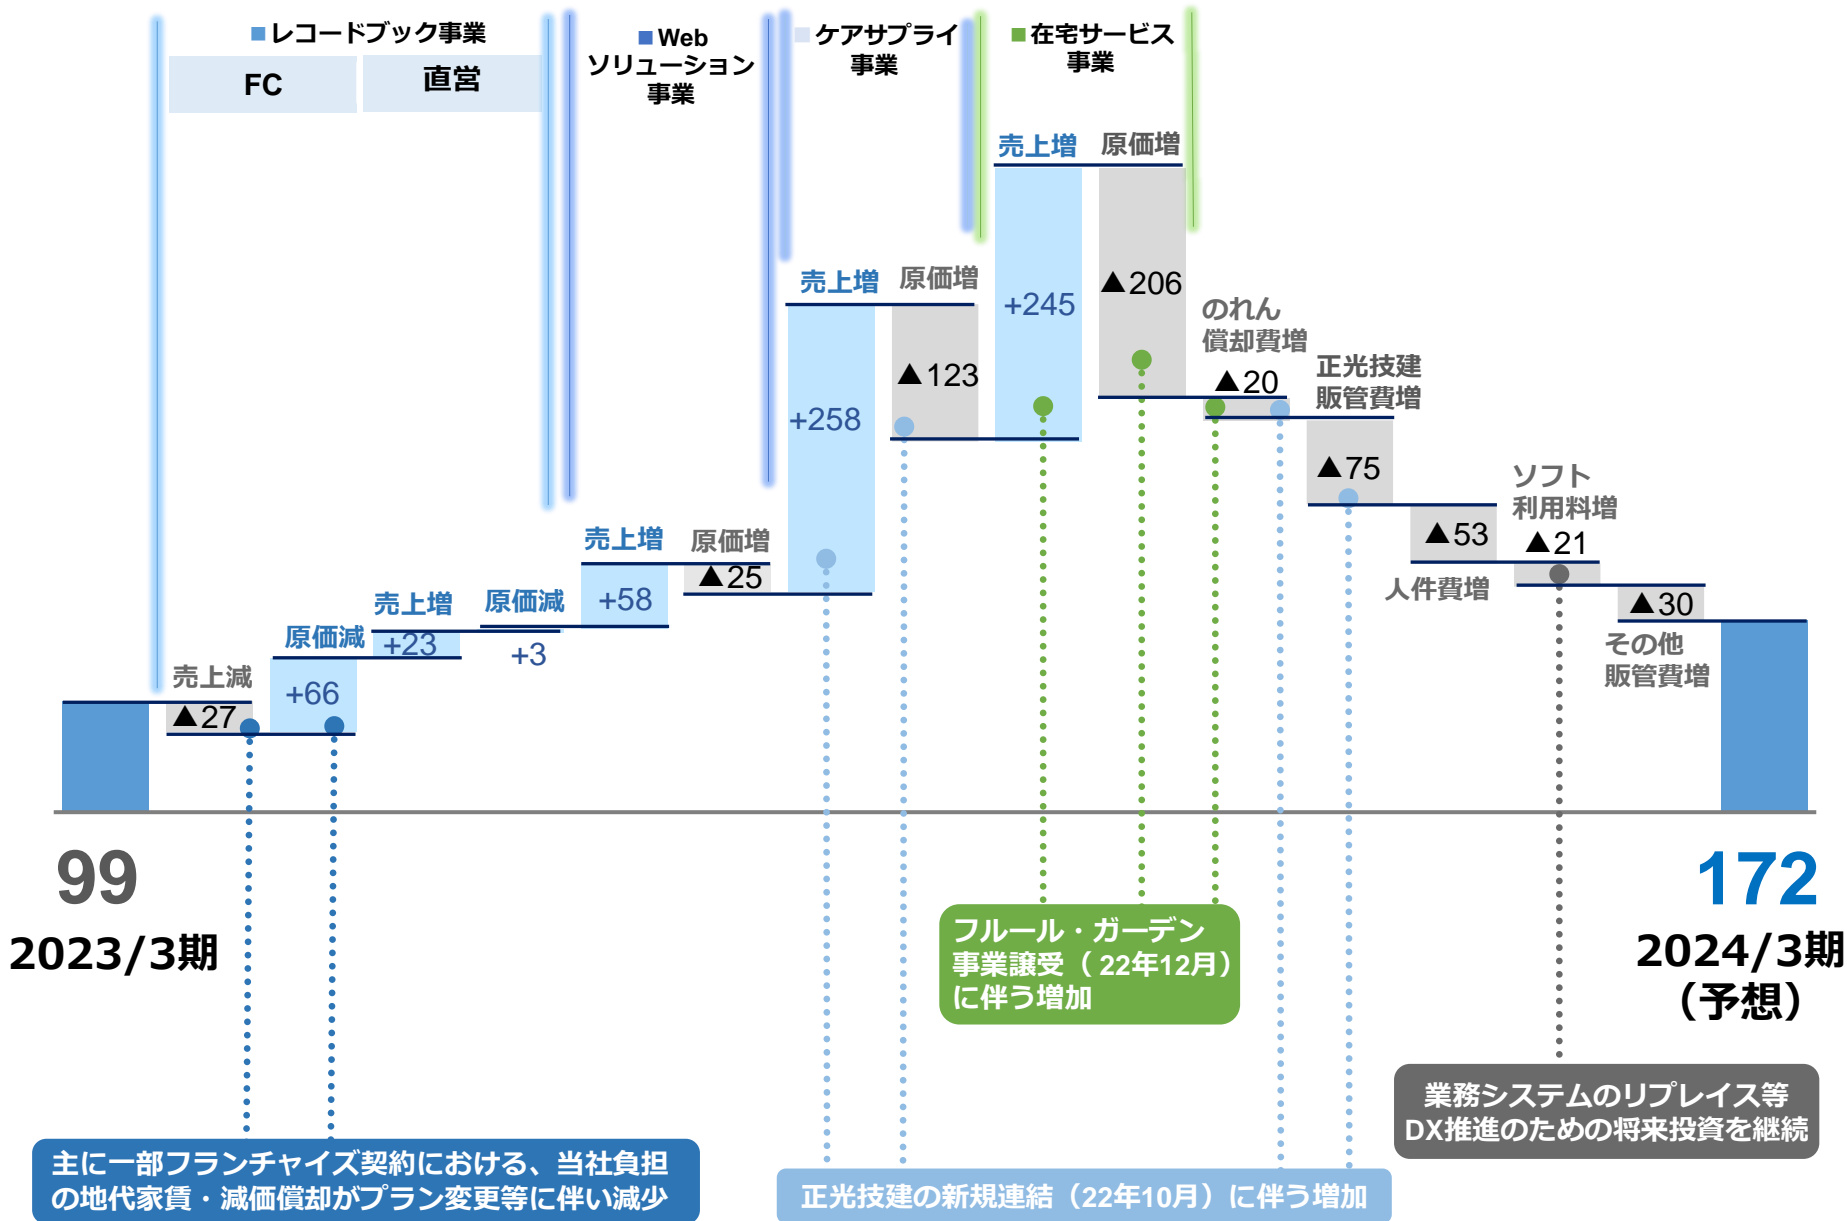 ■レコードブック事業
FC
直営
■Web
ソリューション
事業
■ケアサプライ
事業
■在宅サービス
事業
売上減
▲27
原価減
+66
売上増
+23
原価減
+3
売上増
+58
原価増
▲25
売上増
+258
原価増
▲123
売上増
+245
原価増
▲206
のれん
償却費増
▲20
正光技建
販管費増
▲75
▲53
人件費増
ソフト
利用料増
▲21
▲30
その他
販管費増
99
2023/3期
172
2024/3期
(予想)
フルール・ガーデン
事業譲受（22年12月）
に伴う増加
業務システムのリプレイス等
DX推進のための将来投資を継続
主に一部フランチャイズ契約における、当社負担
の地代家賃・減価償却がプラン変更等に伴い減少
正光技建の新規連結（22年10月）に伴う増加